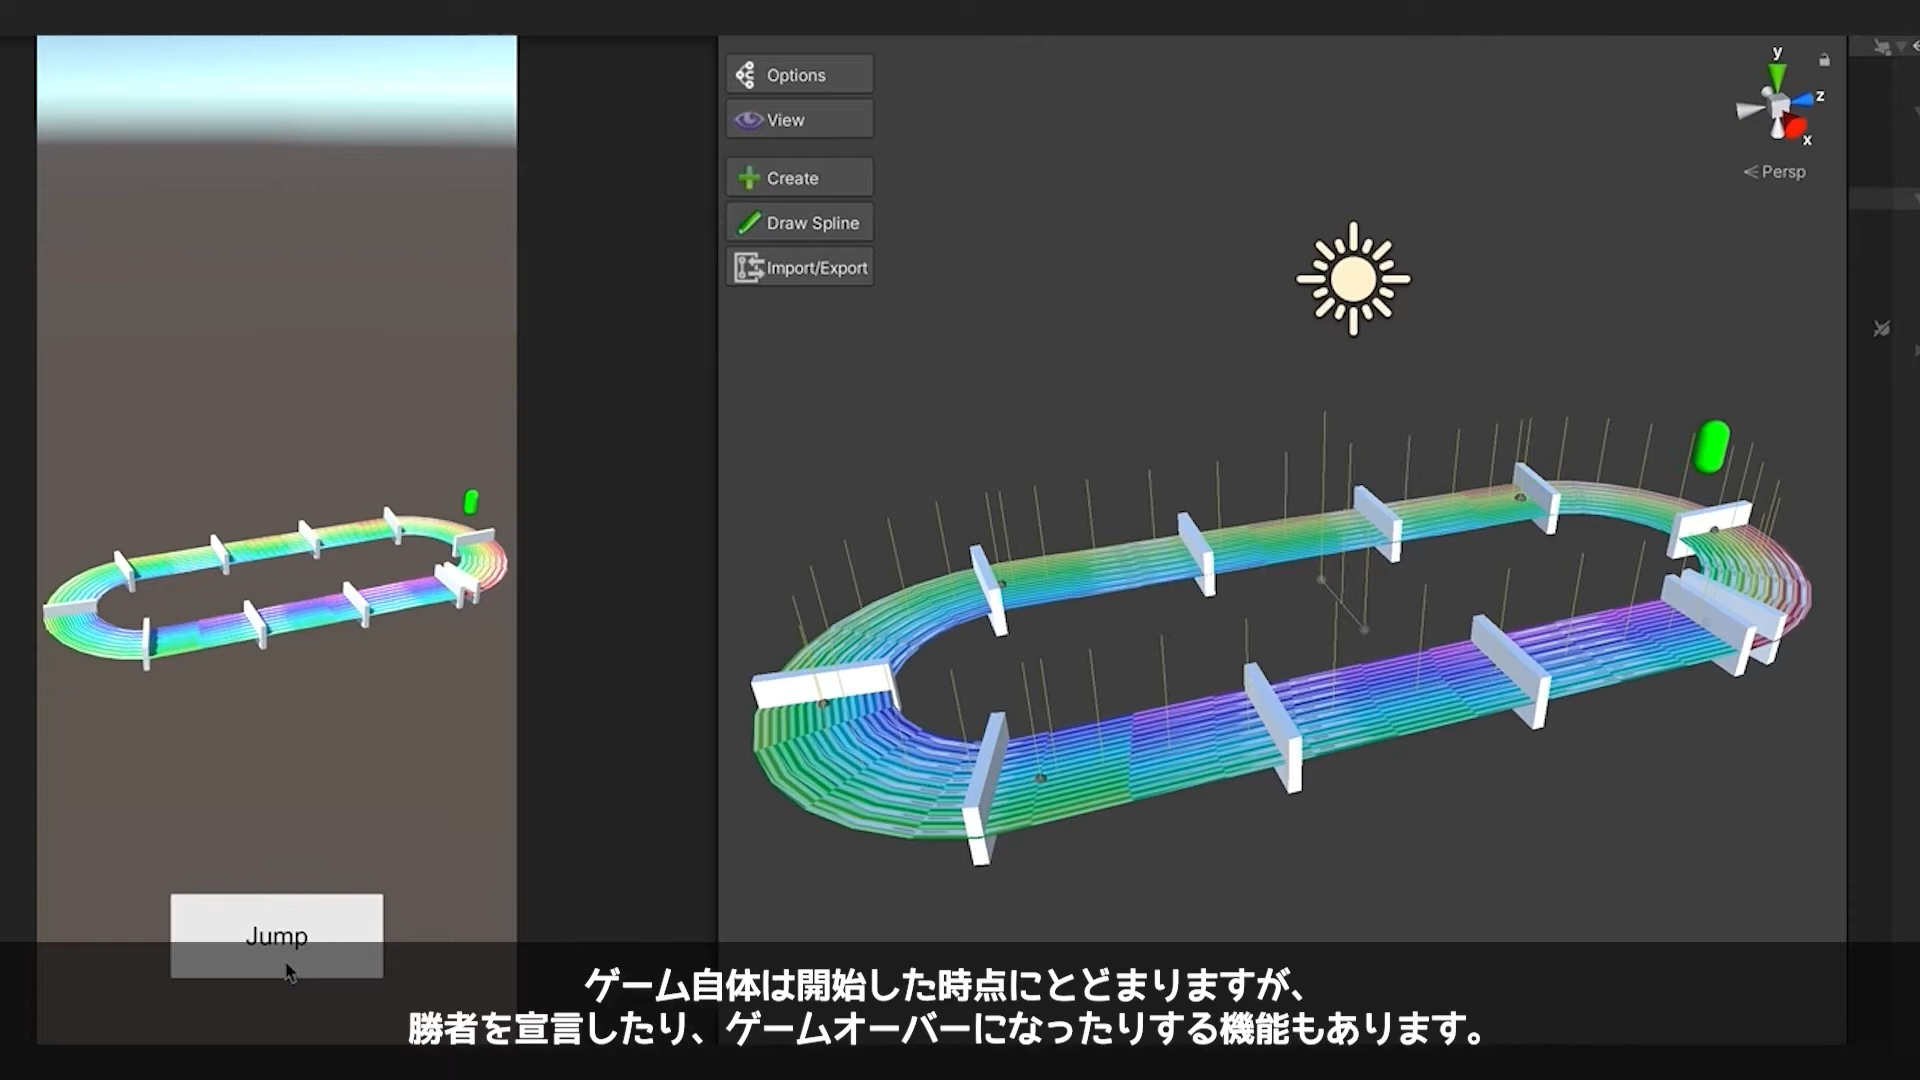 Options
View
Create
Draw Spline
Import/Export
y
z
x
Persp
Jump
ゲーム自体は開始した時点にとどまりますが、
勝者を宣言したり、ゲームオーバーになったりする機能もあります。